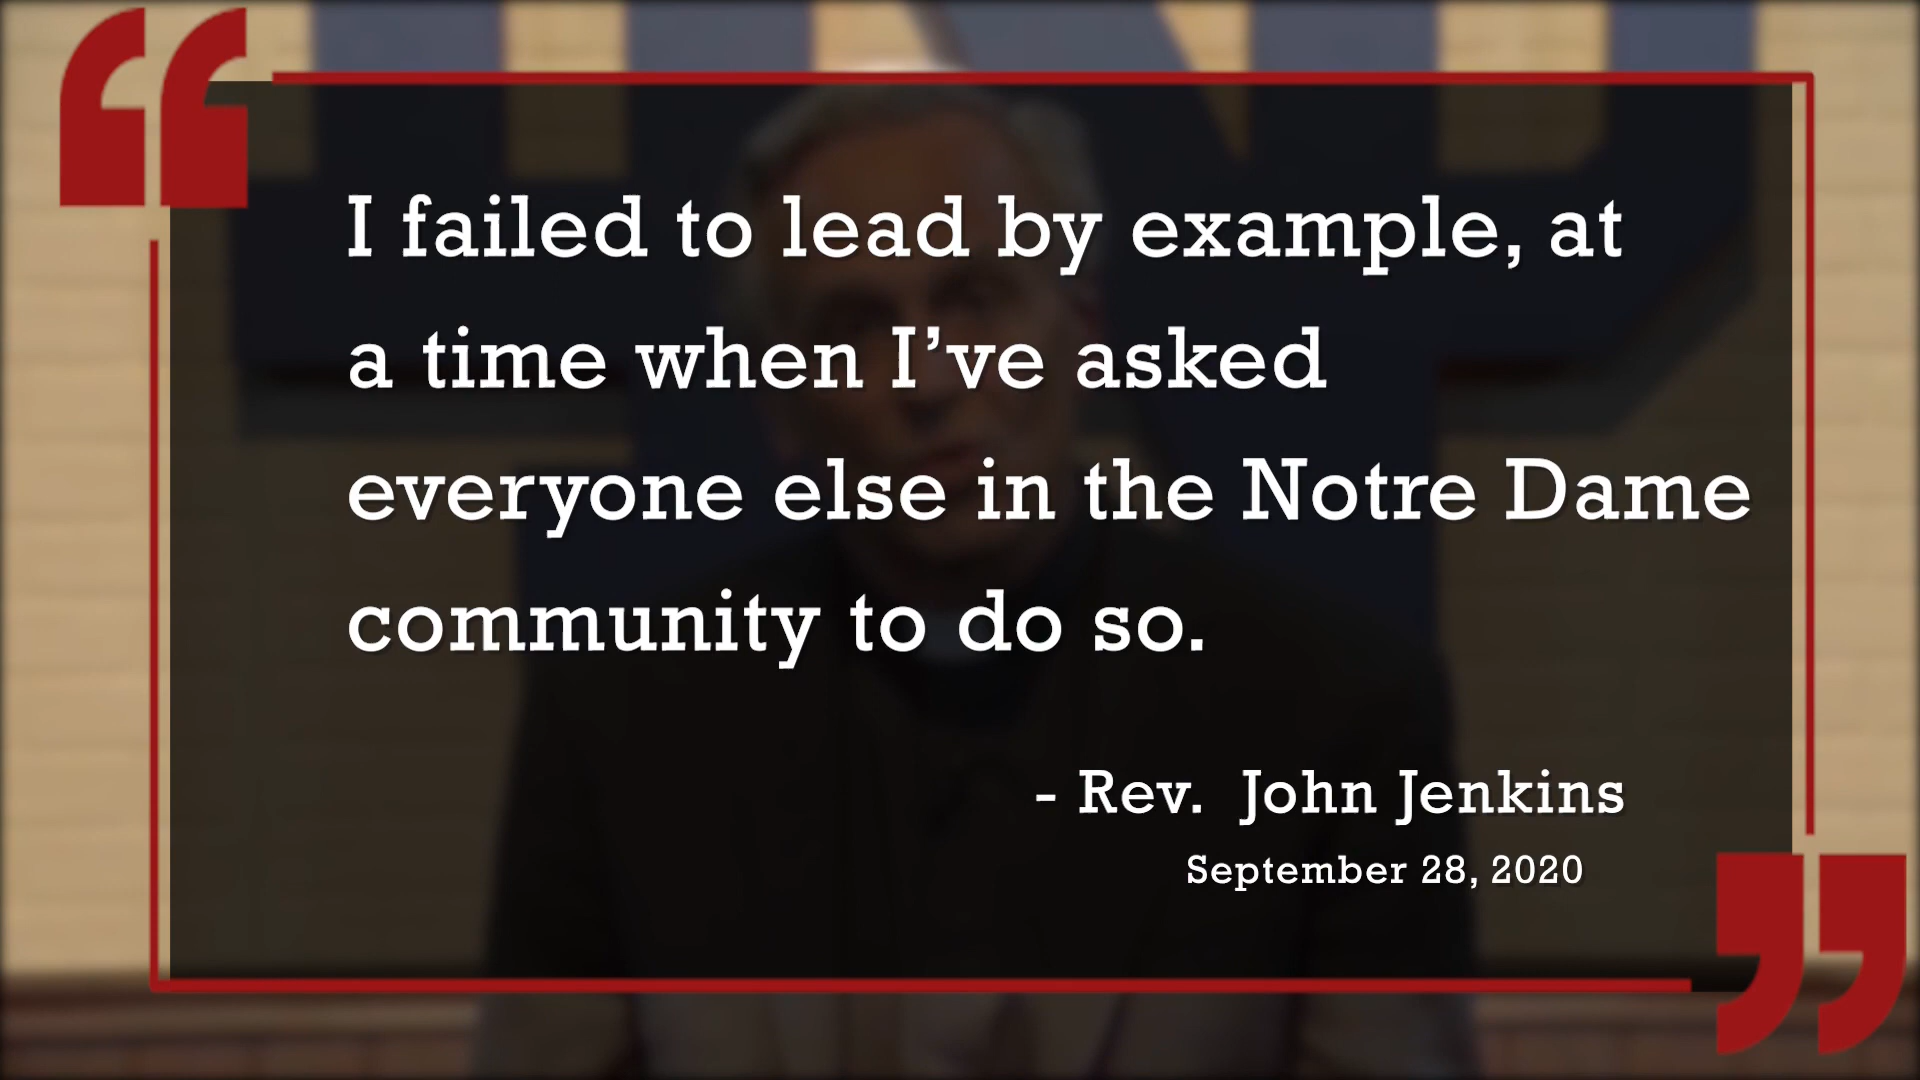 I failed to lead by example, at
a time when I’ve asked
everyone else in the Notre Dame
community to do so.
- Rev.  John Jenkins
September 28, 2020